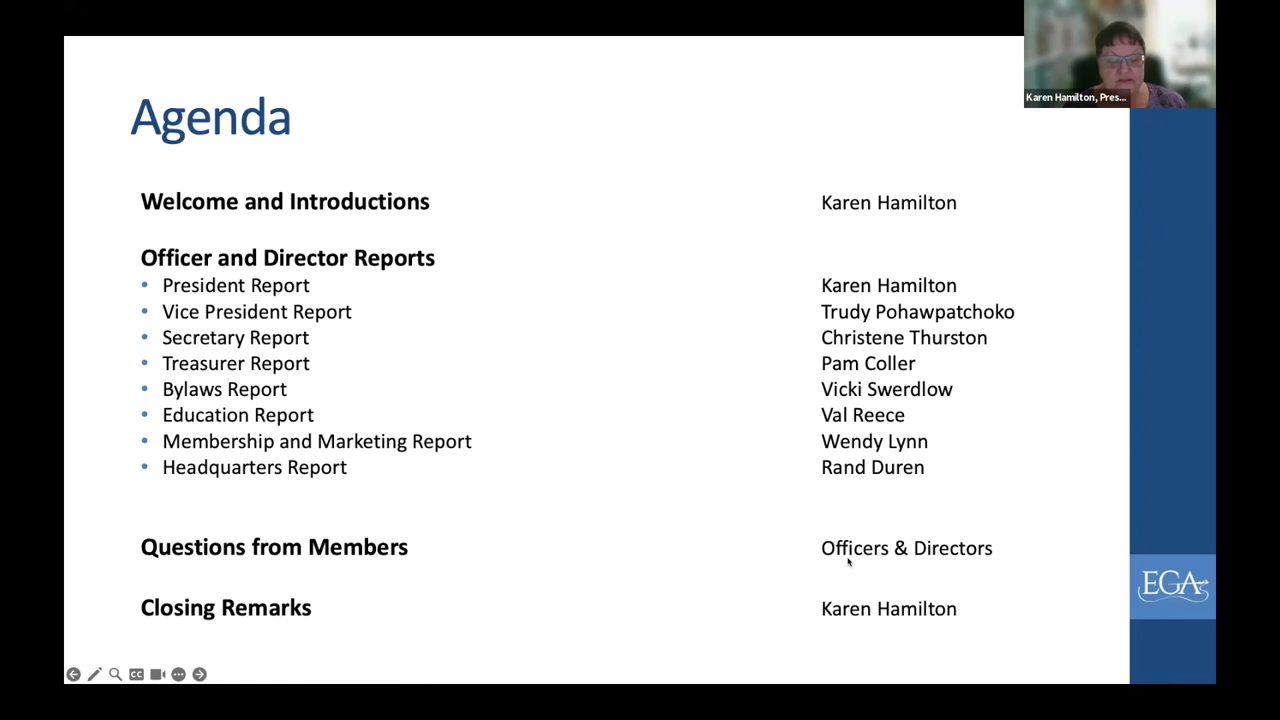 Karen Hamilton, Pres...
Agenda
Welcome and Introductions Karen Hamilton
Officer and Director Reports
• President Report Karen Hamilton
• Vice President Report Trudy Pohawpatchoko
• Secretary Report Christene Thurston
• Treasurer Report Pam Coller
• Bylaws Report Vicki Swerdlow
• Education Report Val Reece
• Membership and Marketing Report Wendy Lynn
• Headquarters Report Rand Duren
Questions from Members Officers & Directors
EGA
Closing Remarks Karen Hamilton
CC